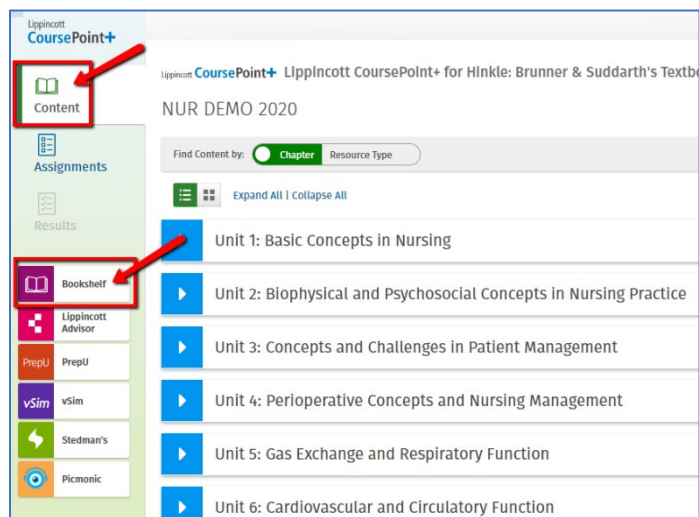 Lippincott
CoursePoint+
Content
Assignments
Results
Bookshelf
Lippincott
Advisor
PrepU PrepU
vSim vSim
Stedman's
Picmonic
Lippincott CoursePoint+ Lippincott CoursePoint+ for Hinkle: Brunner & Suddarth's Textb
NUR DEMO 2020
Find Content by: Chapter Resource Type
Expand All | Collapse All
Unit 1: Basic Concepts in Nursing
Unit 2: Biophysical and Psychosocial Concepts in Nursing Practice
Unit 3: Concepts and Challenges in Patient Management
Unit 4: Perioperative Concepts and Nursing Management
Unit 5: Gas Exchange and Respiratory Function
Unit 6: Cardiovascular and Circulatory Function